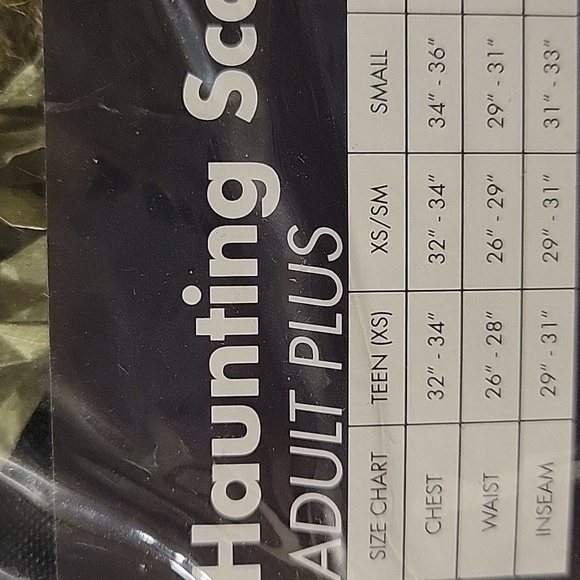 Haunting
ADULT PLUS
SIZE CHART TEEN (XS) XS/SM SMALL
CHEST 32" - 34" 32" - 34" 34" - 36"
WAIST 26" - 28" 26" - 29" 29" - 31"
INSEAM 29" - 31" 29" - 31" 31" - 33"